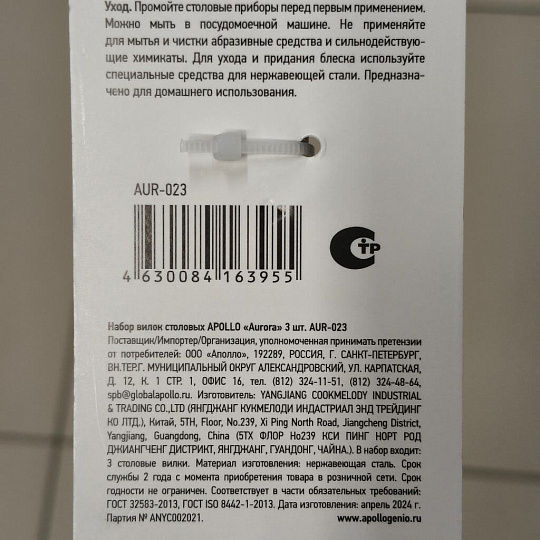 Уход. Промойте столовые приборы перед первым применением.
Можно мыть в посудомоечной машине. Не применяйте
для мытья и чистки абразивные средства и сильнодействую-
щие химикаты. Для ухода и придания блеска используйте
специальные средства для нержавеющей стали. Предназна-
чено для домашнего использования.
AUR-023
4 630084 163955
СТР
Набор вилок столовых APOLLO «Aurora» 3 шт. AUR-023
Поставщик/Импортер/Организация, уполномоченная принимать претензии
от потребителей: ООО «Аполло», 192289, РОССИЯ, Г. САНКТ-ПЕТЕРБУРГ,
ВН.ТЕР.Г. МУНИЦИПАЛЬНЫЙ ОКРУГ АЛЕКСАНДРОВСКИЙ, УЛ. КАРПАТСКАЯ,
Д. 12, К. 1 СТР. 1, ОФИС 16, тел. (812) 324-11-51, (812) 324-48-64,
spb@globalapollo.ru. Изготовитель: YANGJIANG COOKMELODY INDUSTRIAL
& TRADING CO.,LTD (ЯНГДЖАНГ КУКМЕЛОДИ ИНДАСТРИАЛ ЭНД ТРЕЙДИНГ
КО ЛТД.), Китай, 5TH, Floor, No.239, Xi Ping North Road, Jiangcheng District,
Yangjiang, Guangdong, China (5ТХ ФЛОР Но239 КСИ ПИНГ НОРТ РОД
ДЖИАНГЧЕНГ ДИСТРИКТ, ЯНГДЖАНГ, ГУАНДОНГ, ЧАЙНА.). В набор входит:
3 столовые вилки. Материал изготовления: нержавеющая сталь. Срок
службы 2 года с момента приобретения товара в розничной сети. Срок
годности не ограничен. Соответствует в части обязательных требований:
ГОСТ 32583-2013, ГОСТ ISO 8442-1-2013. Дата изготовления: апрель 2024 г.
Партия № ANYC002021. www.apollogenio.ru